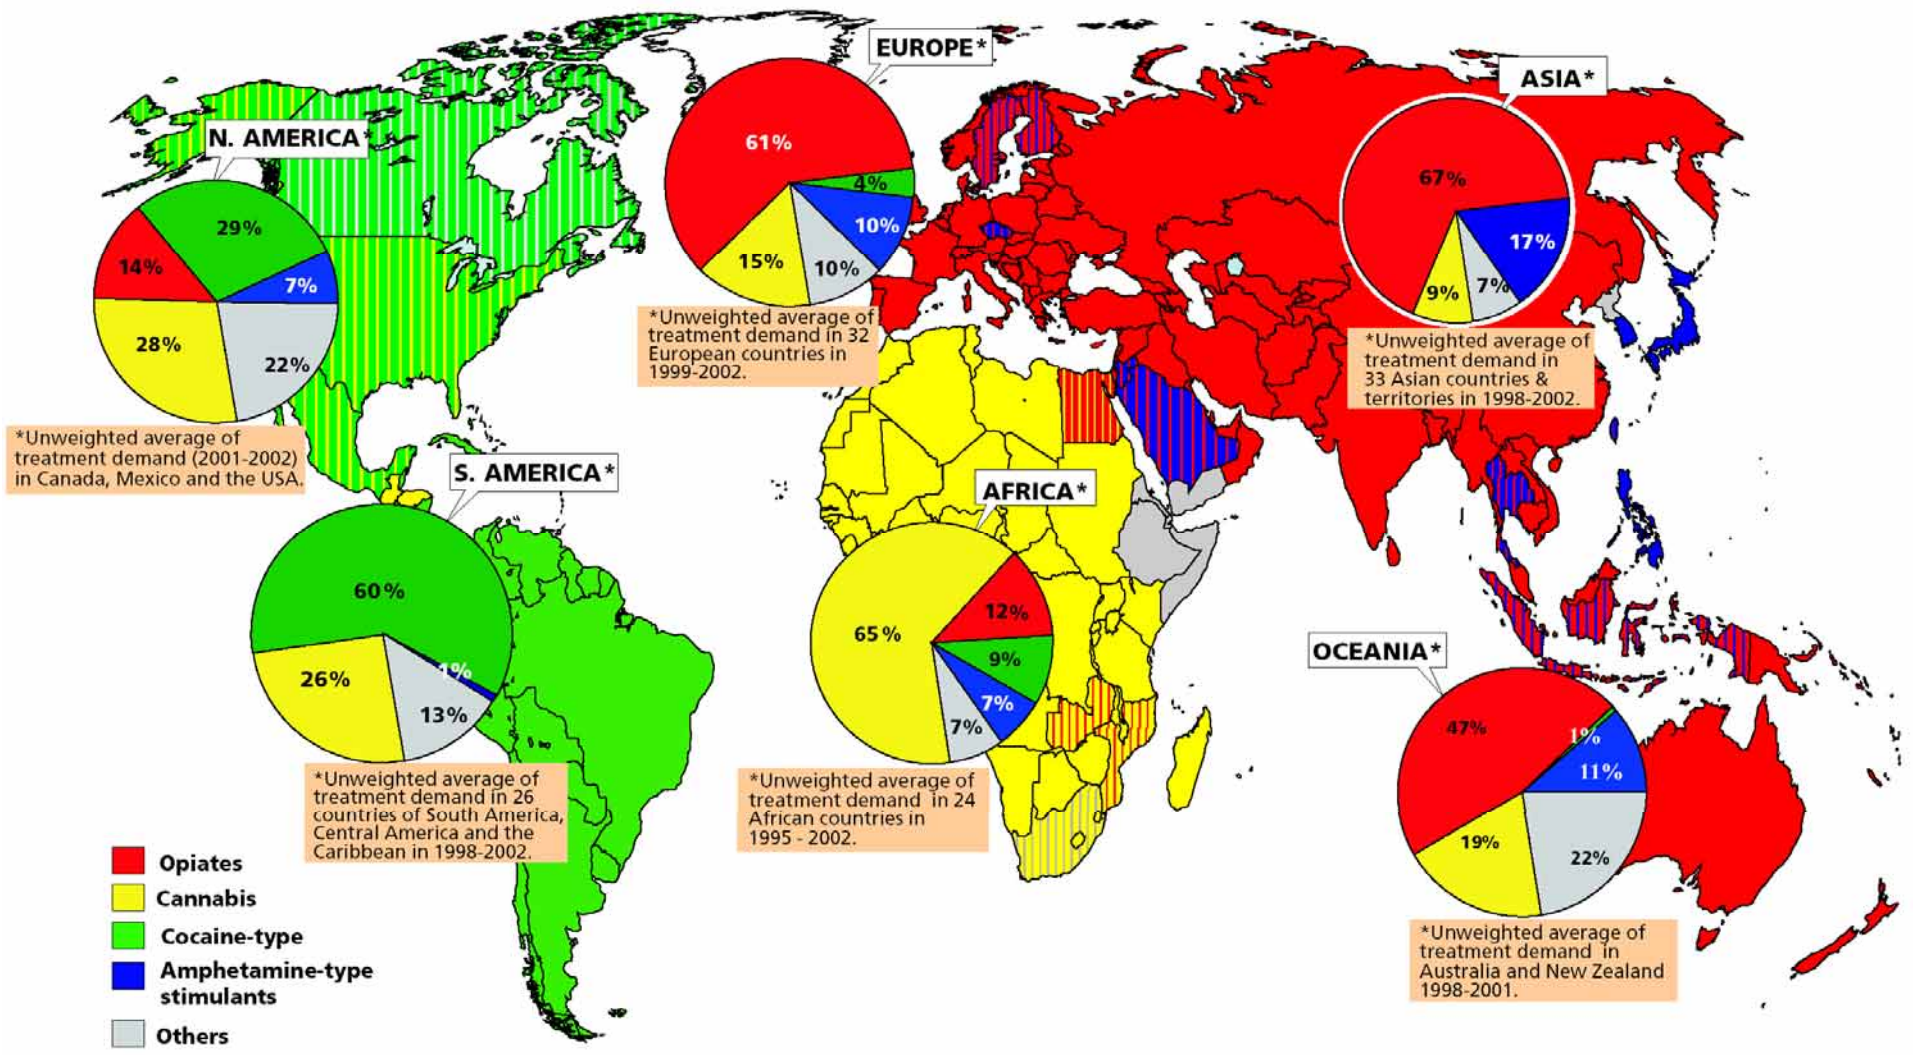 EUROPE*
61%
4%
10%
15%
10%
*Unweighted average of
treatment demand in 32
European countries in
1999-2002.
ASIA*
67%
17%
9%
7%
*Unweighted average of
treatment demand in
33 Asian countries &
territories in 1998-2002.
N. AMERICA*
29%
14%
7%
28%
22%
*Unweighted average of
treatment demand (2001-2002)
in Canada, Mexico and the USA.
S. AMERICA*
60%
1%
26%
13%
*Unweighted average of
treatment demand in 26
countries of South America,
Central America and the
Caribbean in 1998-2002.
AFRICA*
65%
12%
9%
7%
7%
*Unweighted average of
treatment demand in 24
African countries in
1995 - 2002.
OCEANIA*
47%
1%
11%
19%
22%
*Unweighted average of
treatment demand in
Australia and New Zealand
1998-2001.
Opiates
Cannabis
Cocaine-type
Amphetamine-type
stimulants
Others